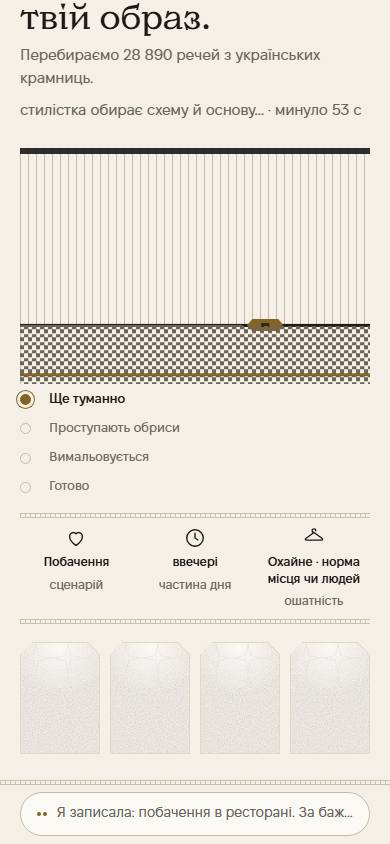 твій образ.
Перебираємо 28 890 речей з українських
крамниць.
стилістка обирає схему й основу... · минуло 53 с
Ще туманно
Проступають обриси
Вимальовується
Готово
Побачення
сценарій
ввечері
частина дня
Охайне · норма
місця чи людей
ошатність
Я записала: побачення в ресторані. За баж...